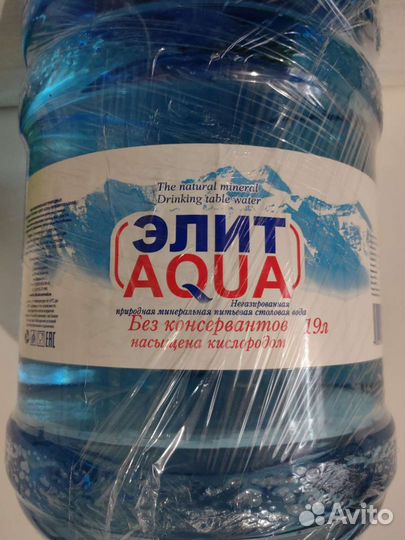 The natural mineral
Drinking table water
ЭЛИТ
AQUA
Негазированная
природная минеральная питьевая столовая вода
Без консервантов 19л
насыщена кислородом
EAC
Avito